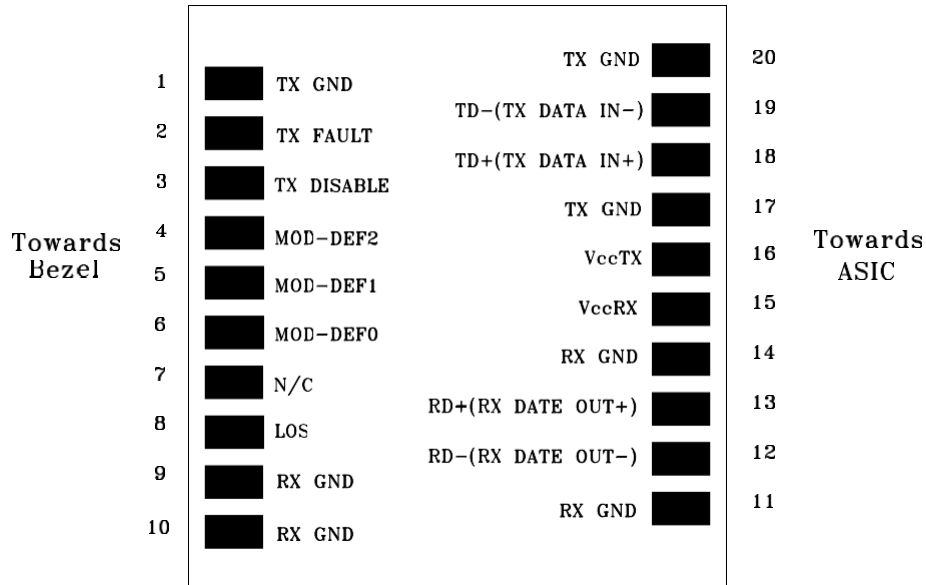 Towards
Bezel
1 TX GND
2 TX FAULT
3 TX DISABLE
4 MOD-DEF2
5 MOD-DEF1
6 MOD-DEF0
7 N/C
8 LOS
9 RX GND
10 RX GND
TX GND 20
TD-(TX DATA IN-) 19
TD+(TX DATA IN+) 18
TX GND 17
VccTX 16
VccRX 15
RX GND 14
RD+(RX DATE OUT+) 13
RD-(RX DATE OUT-) 12
RX GND 11
Towards
ASIC